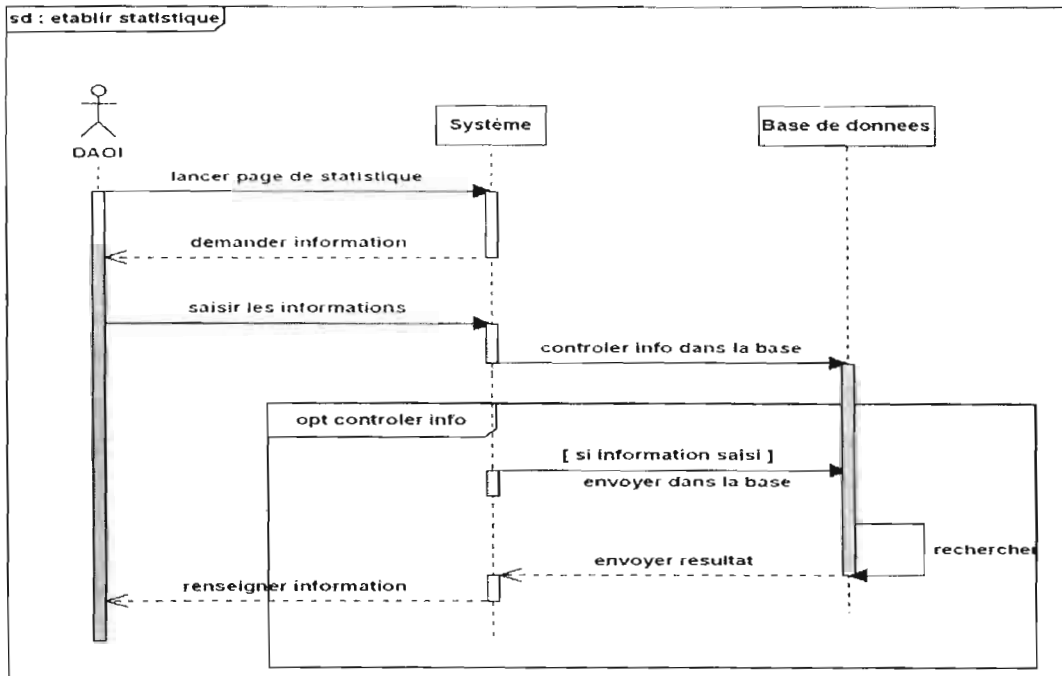 sd : etablir statistique
DAOI
Système
Base de donnees
lancer page de statistique
demander information
saisir les informations
controler info dans la base
opt controler info
[ si information saisi ]
envoyer dans la base
rechercher
envoyer resultat
renseigner information